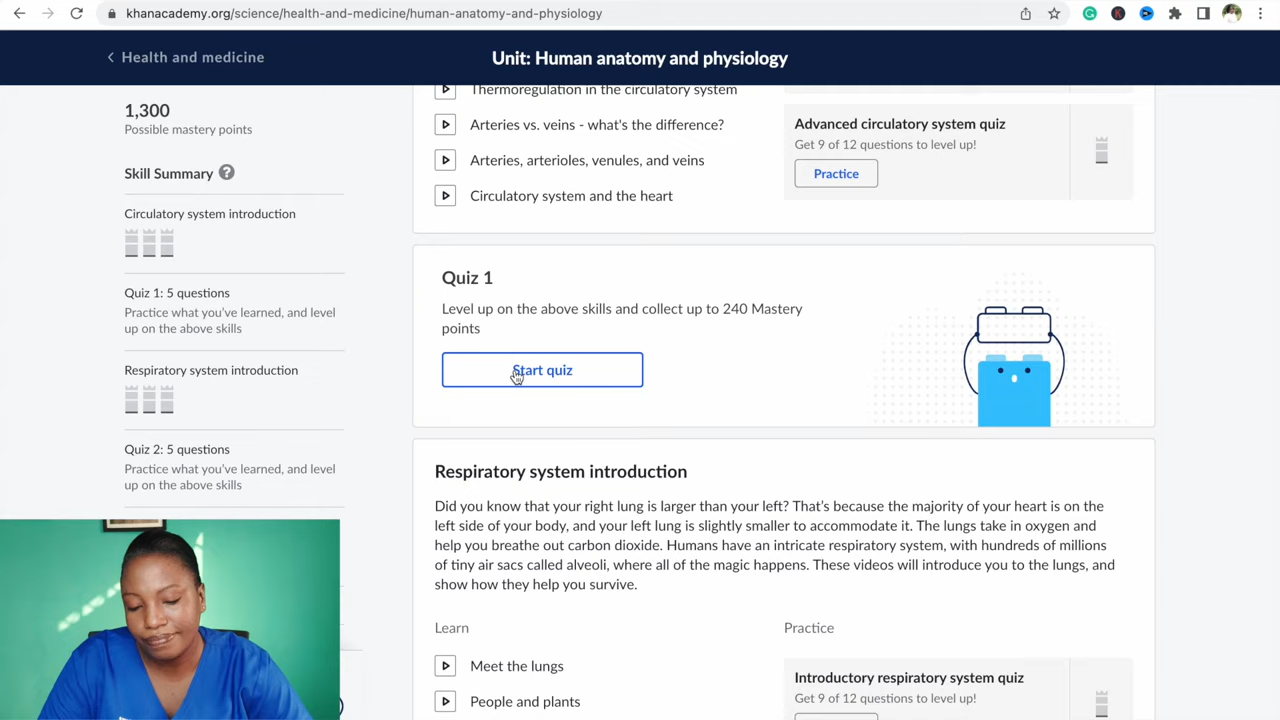 khanacademy.org/science/health-and-medicine/human-anatomy-and-physiology
Health and medicine
Unit: Human anatomy and physiology
1,300
Possible mastery points
Skill Summary ?
Circulatory system introduction
Quiz 1: 5 questions
Practice what you've learned, and level
up on the above skills
Respiratory system introduction
Quiz 2: 5 questions
Practice what you've learned, and level
up on the above skills
Thermoregulation in the circulatory system
Arteries vs. veins - what's the difference?
Arteries, arterioles, venules, and veins
Circulatory system and the heart
Advanced circulatory system quiz
Get 9 of 12 questions to level up!
Practice
Quiz 1
Level up on the above skills and collect up to 240 Mastery
points
Start quiz
Respiratory system introduction
Did you know that your right lung is larger than your left? That's because the majority of your heart is on the
left side of your body, and your left lung is slightly smaller to accommodate it. The lungs take in oxygen and
help you breathe out carbon dioxide. Humans have an intricate respiratory system, with hundreds of millions
of tiny air sacs called alveoli, where all of the magic happens. These videos will introduce you to the lungs, and
show how they help you survive.
Learn
Meet the lungs
People and plants
Practice
Introductory respiratory system quiz
Get 9 of 12 questions to level up!